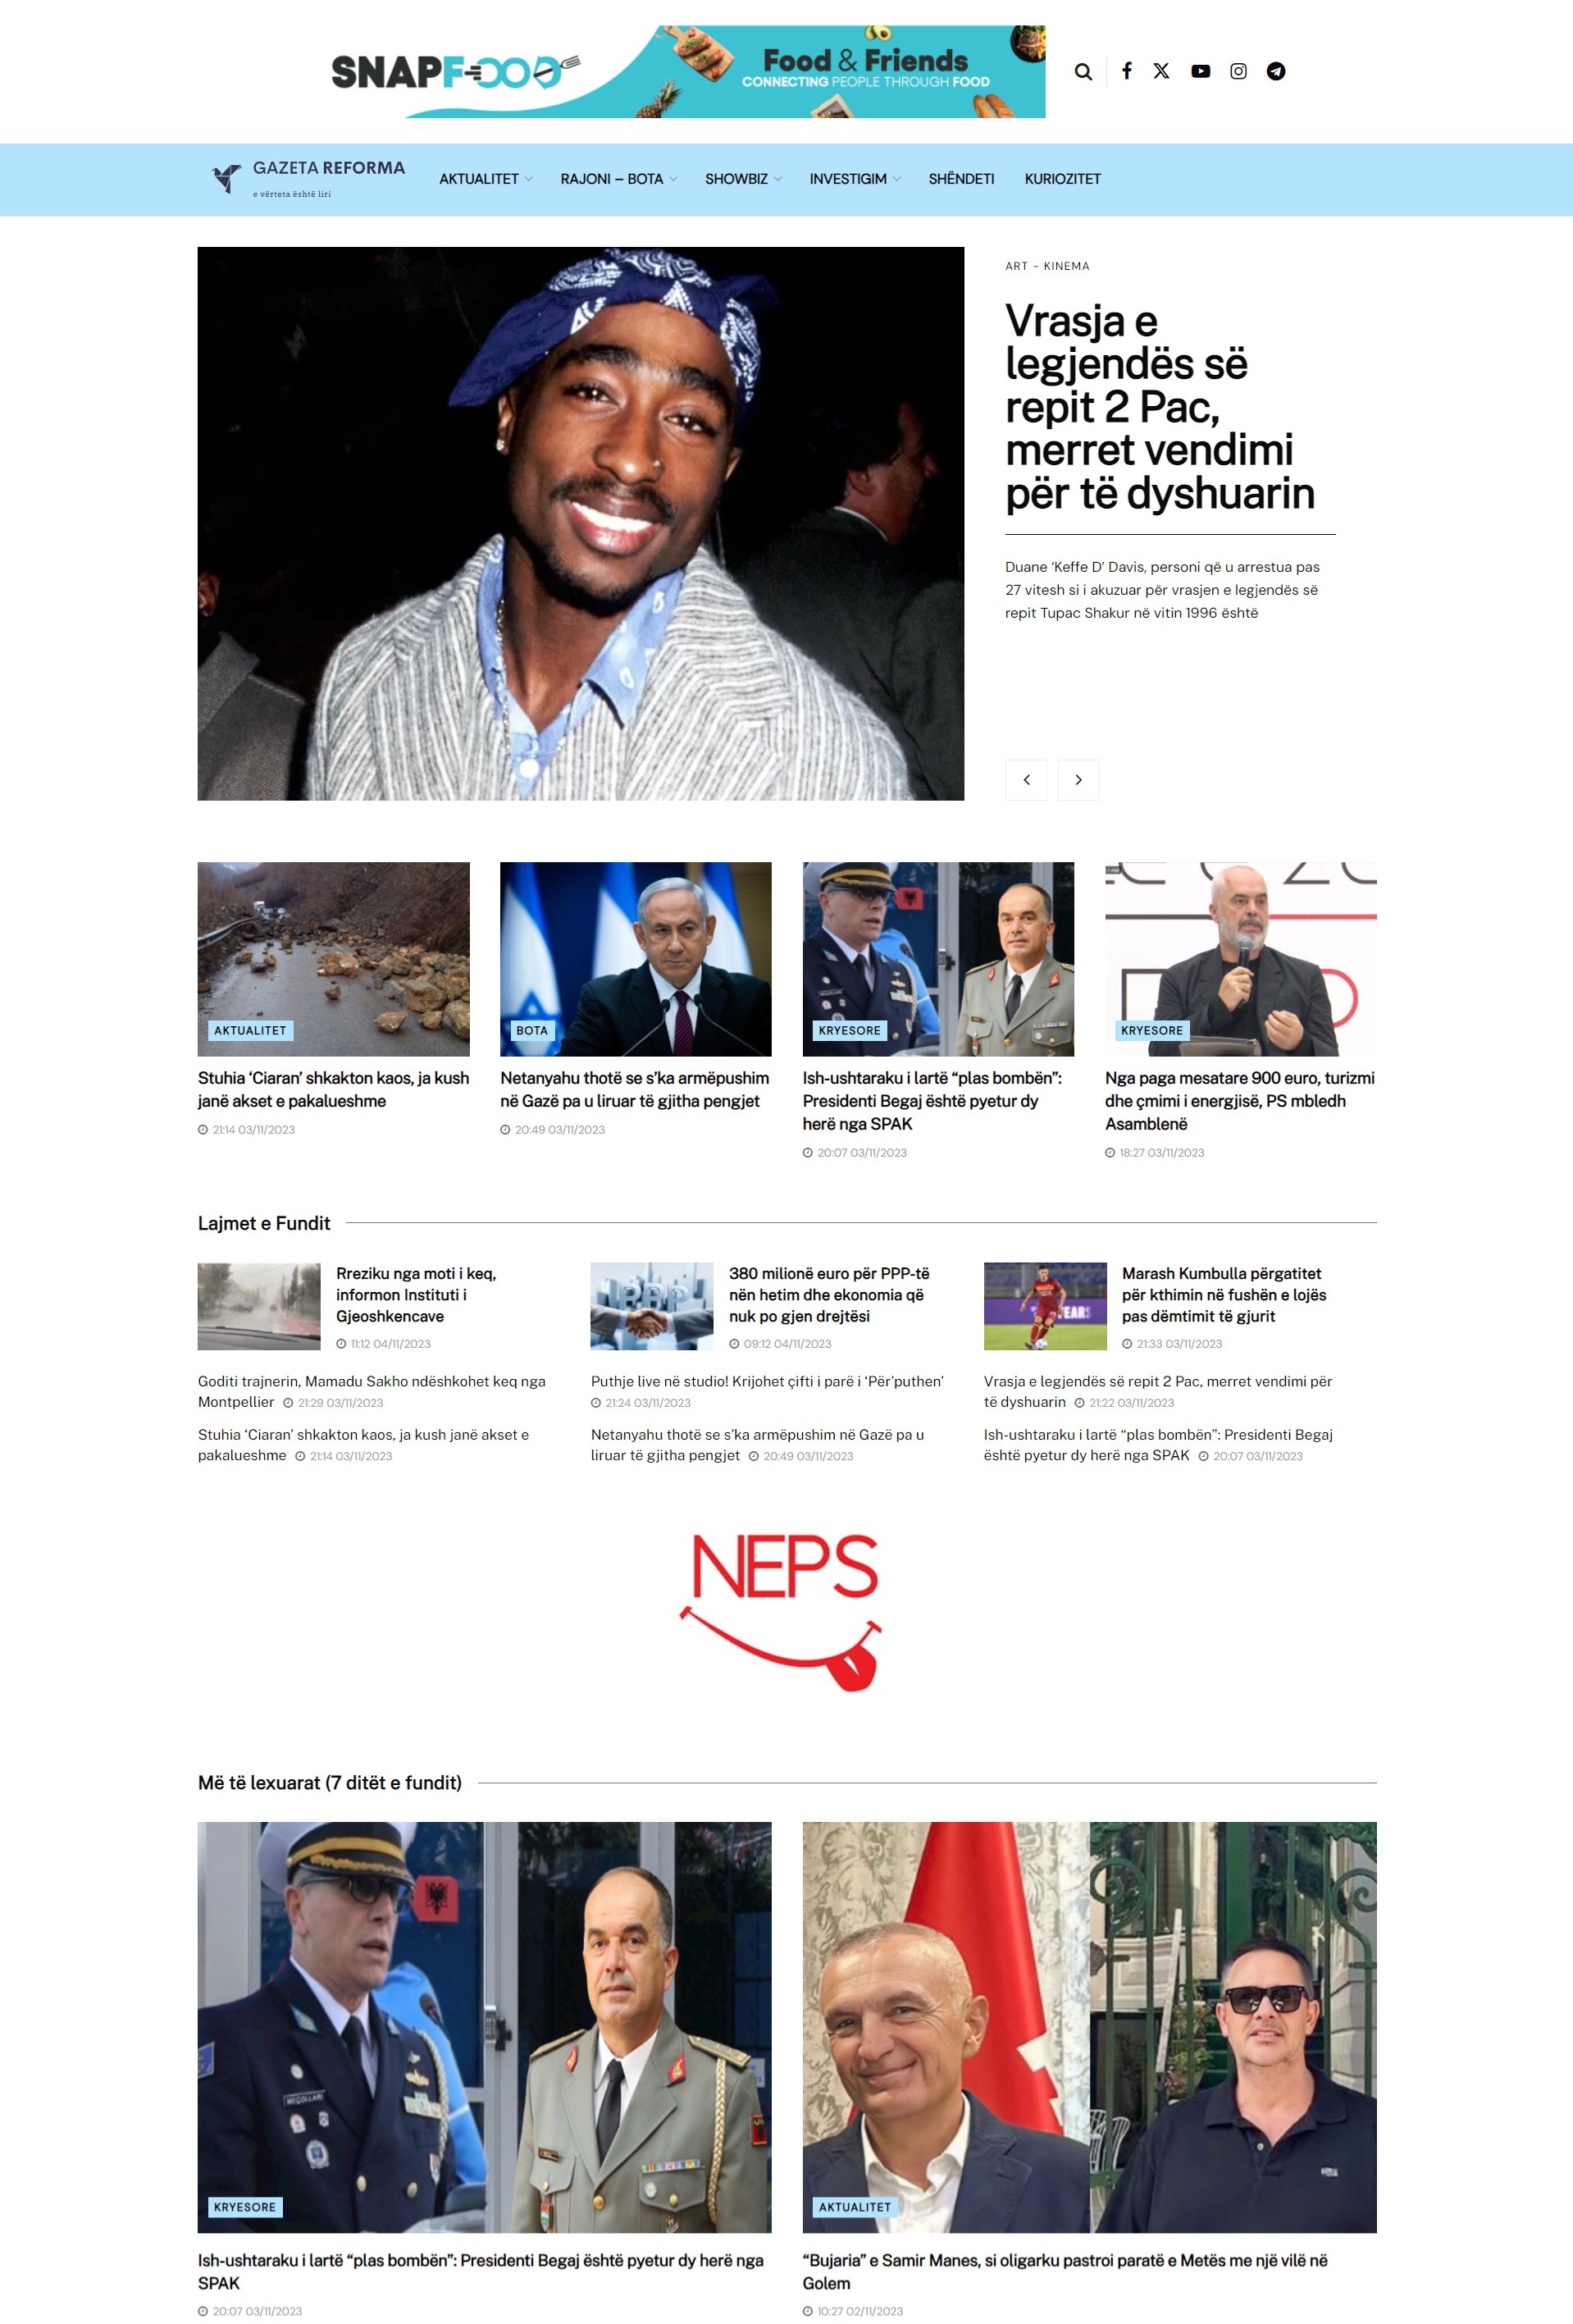 SNAPFOOD
Food & Friends
CONNECTING PEOPLE THROUGH FOOD
GAZETA REFORMA
e vërteta është liri
AKTUALITET
RAJONI – BOTA
SHOWBIZ
INVESTIGIM
SHËNDETI
KURIOZITET
ART - KINEMA
Vrasja e
legjendës së
repit 2 Pac,
merret vendimi
për të dyshuarin
Duane ‘Keffe D’ Davis, personi që u arrestua pas
27 vitesh si i akuzuar për vrasjen e legjendës së
repit Tupac Shakur në vitin 1996 është
AKTUALITET
Stuhia ‘Ciaran’ shkakton kaos, ja kush
janë akset e pakalueshme
21:14 03/11/2023
BOTA
Netanyahu thotë se s’ka armëpushim
në Gazë pa u liruar të gjitha pengjet
20:49 03/11/2023
KRYESORE
Ish-ushtaraku i lartë “plas bombën”:
Presidenti Begaj është pyetur dy
herë nga SPAK
20:07 03/11/2023
KRYESORE
Nga paga mesatare 900 euro, turizmi
dhe çmimi i energjisë, PS mbledh
Asamblenë
18:27 03/11/2023
Lajmet e Fundit
Rreziku nga moti i keq,
informon Instituti i
Gjeoshkencave
11:12 04/11/2023
PPP
380 milionë euro për PPP-të
nën hetim dhe ekonomia që
nuk po gjen drejtësi
09:12 04/11/2023
Marash Kumbulla përgatitet
për kthimin në fushën e lojës
pas dëmtimit të gjurit
21:33 03/11/2023
Goditi trajnerin, Mamadu Sakho ndëshkohet keq nga
Montpellier 21:29 03/11/2023
Puthje live në studio! Krijohet çifti i parë i ‘Për’puthen’
21:24 03/11/2023
Vrasja e legjendës së repit 2 Pac, merret vendimi për
të dyshuarin 21:22 03/11/2023
Stuhia ‘Ciaran’ shkakton kaos, ja kush janë akset e
pakalueshme 21:14 03/11/2023
Netanyahu thotë se s’ka armëpushim në Gazë pa u
liruar të gjitha pengjet 20:49 03/11/2023
Ish-ushtaraku i lartë “plas bombën”: Presidenti Begaj
është pyetur dy herë nga SPAK 20:07 03/11/2023
NEPS
Më të lexuarat (7 ditët e fundit)
MEÇOLLARI
KRYESORE
Ish-ushtaraku i lartë “plas bombën”: Presidenti Begaj është pyetur dy herë nga
SPAK
20:07 03/11/2023
AKTUALITET
“Bujaria” e Samir Manes, si oligarku pastroi paratë e Metës me një vilë në
Golem
10:27 02/11/2023